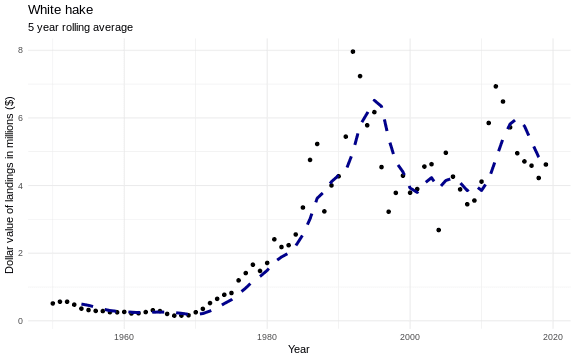 White hake
5 year rolling average
Dollar value of landings in millions ($)
8
6
4
2
0
1960
1980
2000
2020
Year